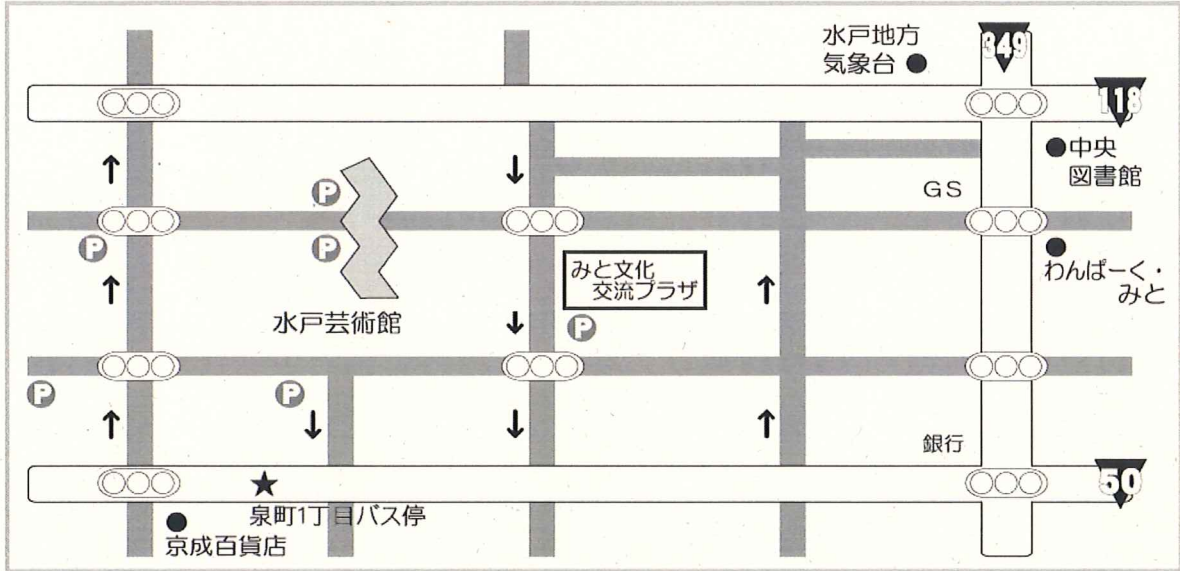 水戸地方
気象台
349
118
中央
図書館
P
GS
P
P
みと文化
交流プラザ
わんぱーく・
みと
水戸芸術館
P
P
P
銀行
50
泉町1丁目バス停
京成百貨店